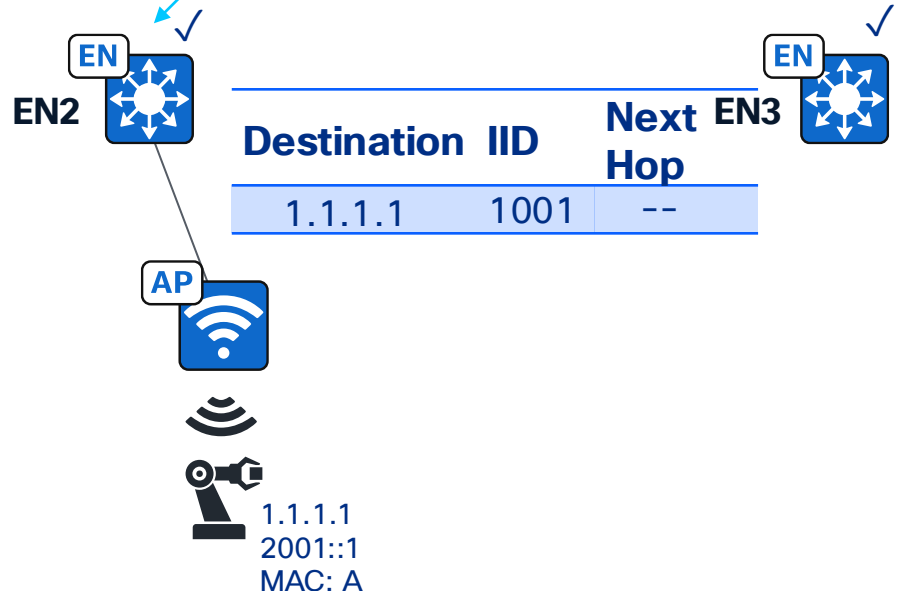 EN
EN2
Destination IID Next Hop
1.1.1.1 1001 --
EN3
EN
AP
1.1.1.1
2001::1
MAC: A